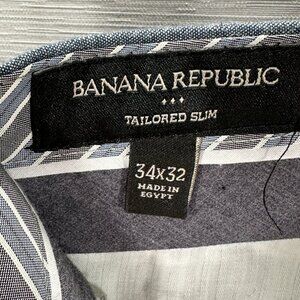 BANANA REPUBLIC
TAILORED SLIM
34x32
MADE IN
EGYPT